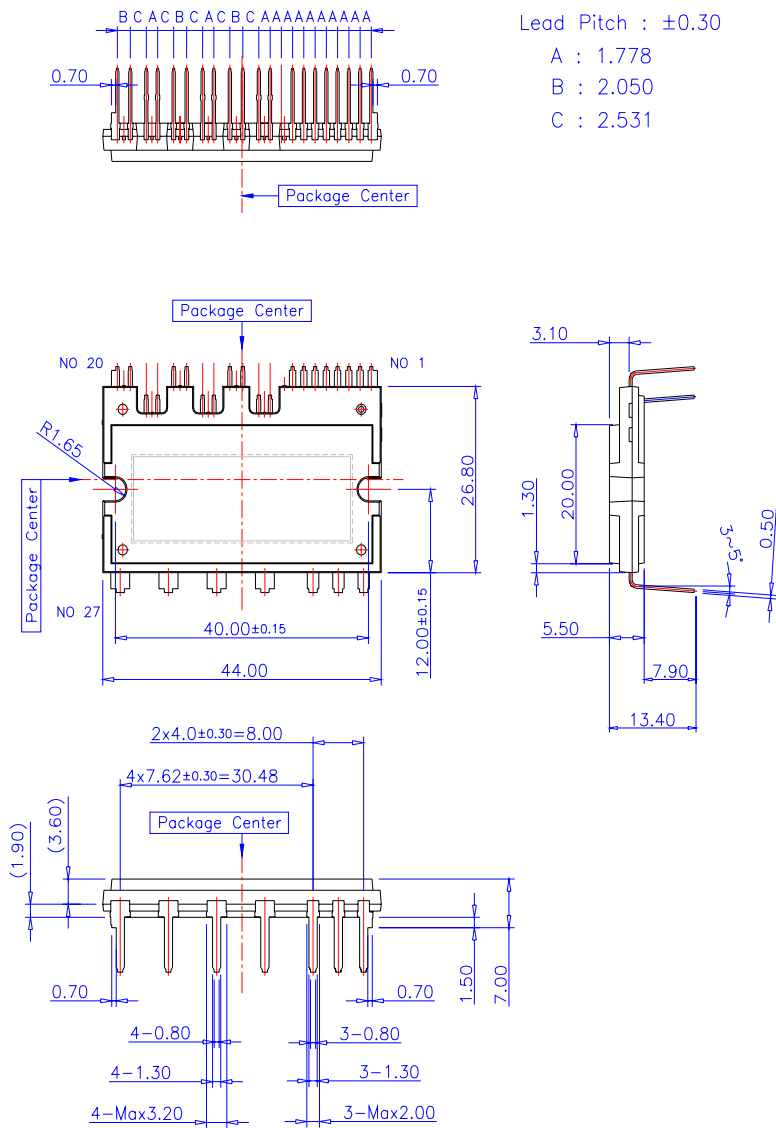 B C A C B C A C B C A A A A A A A A A
Lead Pitch : ±0.30
A : 1.778
B : 2.050
C : 2.531
0.70
0.70
Package Center
Package Center
NO 20
NO 1
R1.65
Package Center
26.80
NO 27
40.00±0.15
12.00±0.15
44.00
3.10
1.30
20.00
3~5°
0.50
5.50
7.90
13.40
2x4.0±0.30=8.00
4x7.62±0.30=30.48
Package Center
(1.90)
(3.60)
1.50
7.00
0.70
0.70
4-0.80
3-0.80
4-1.30
3-1.30
4-Max3.20
3-Max2.00